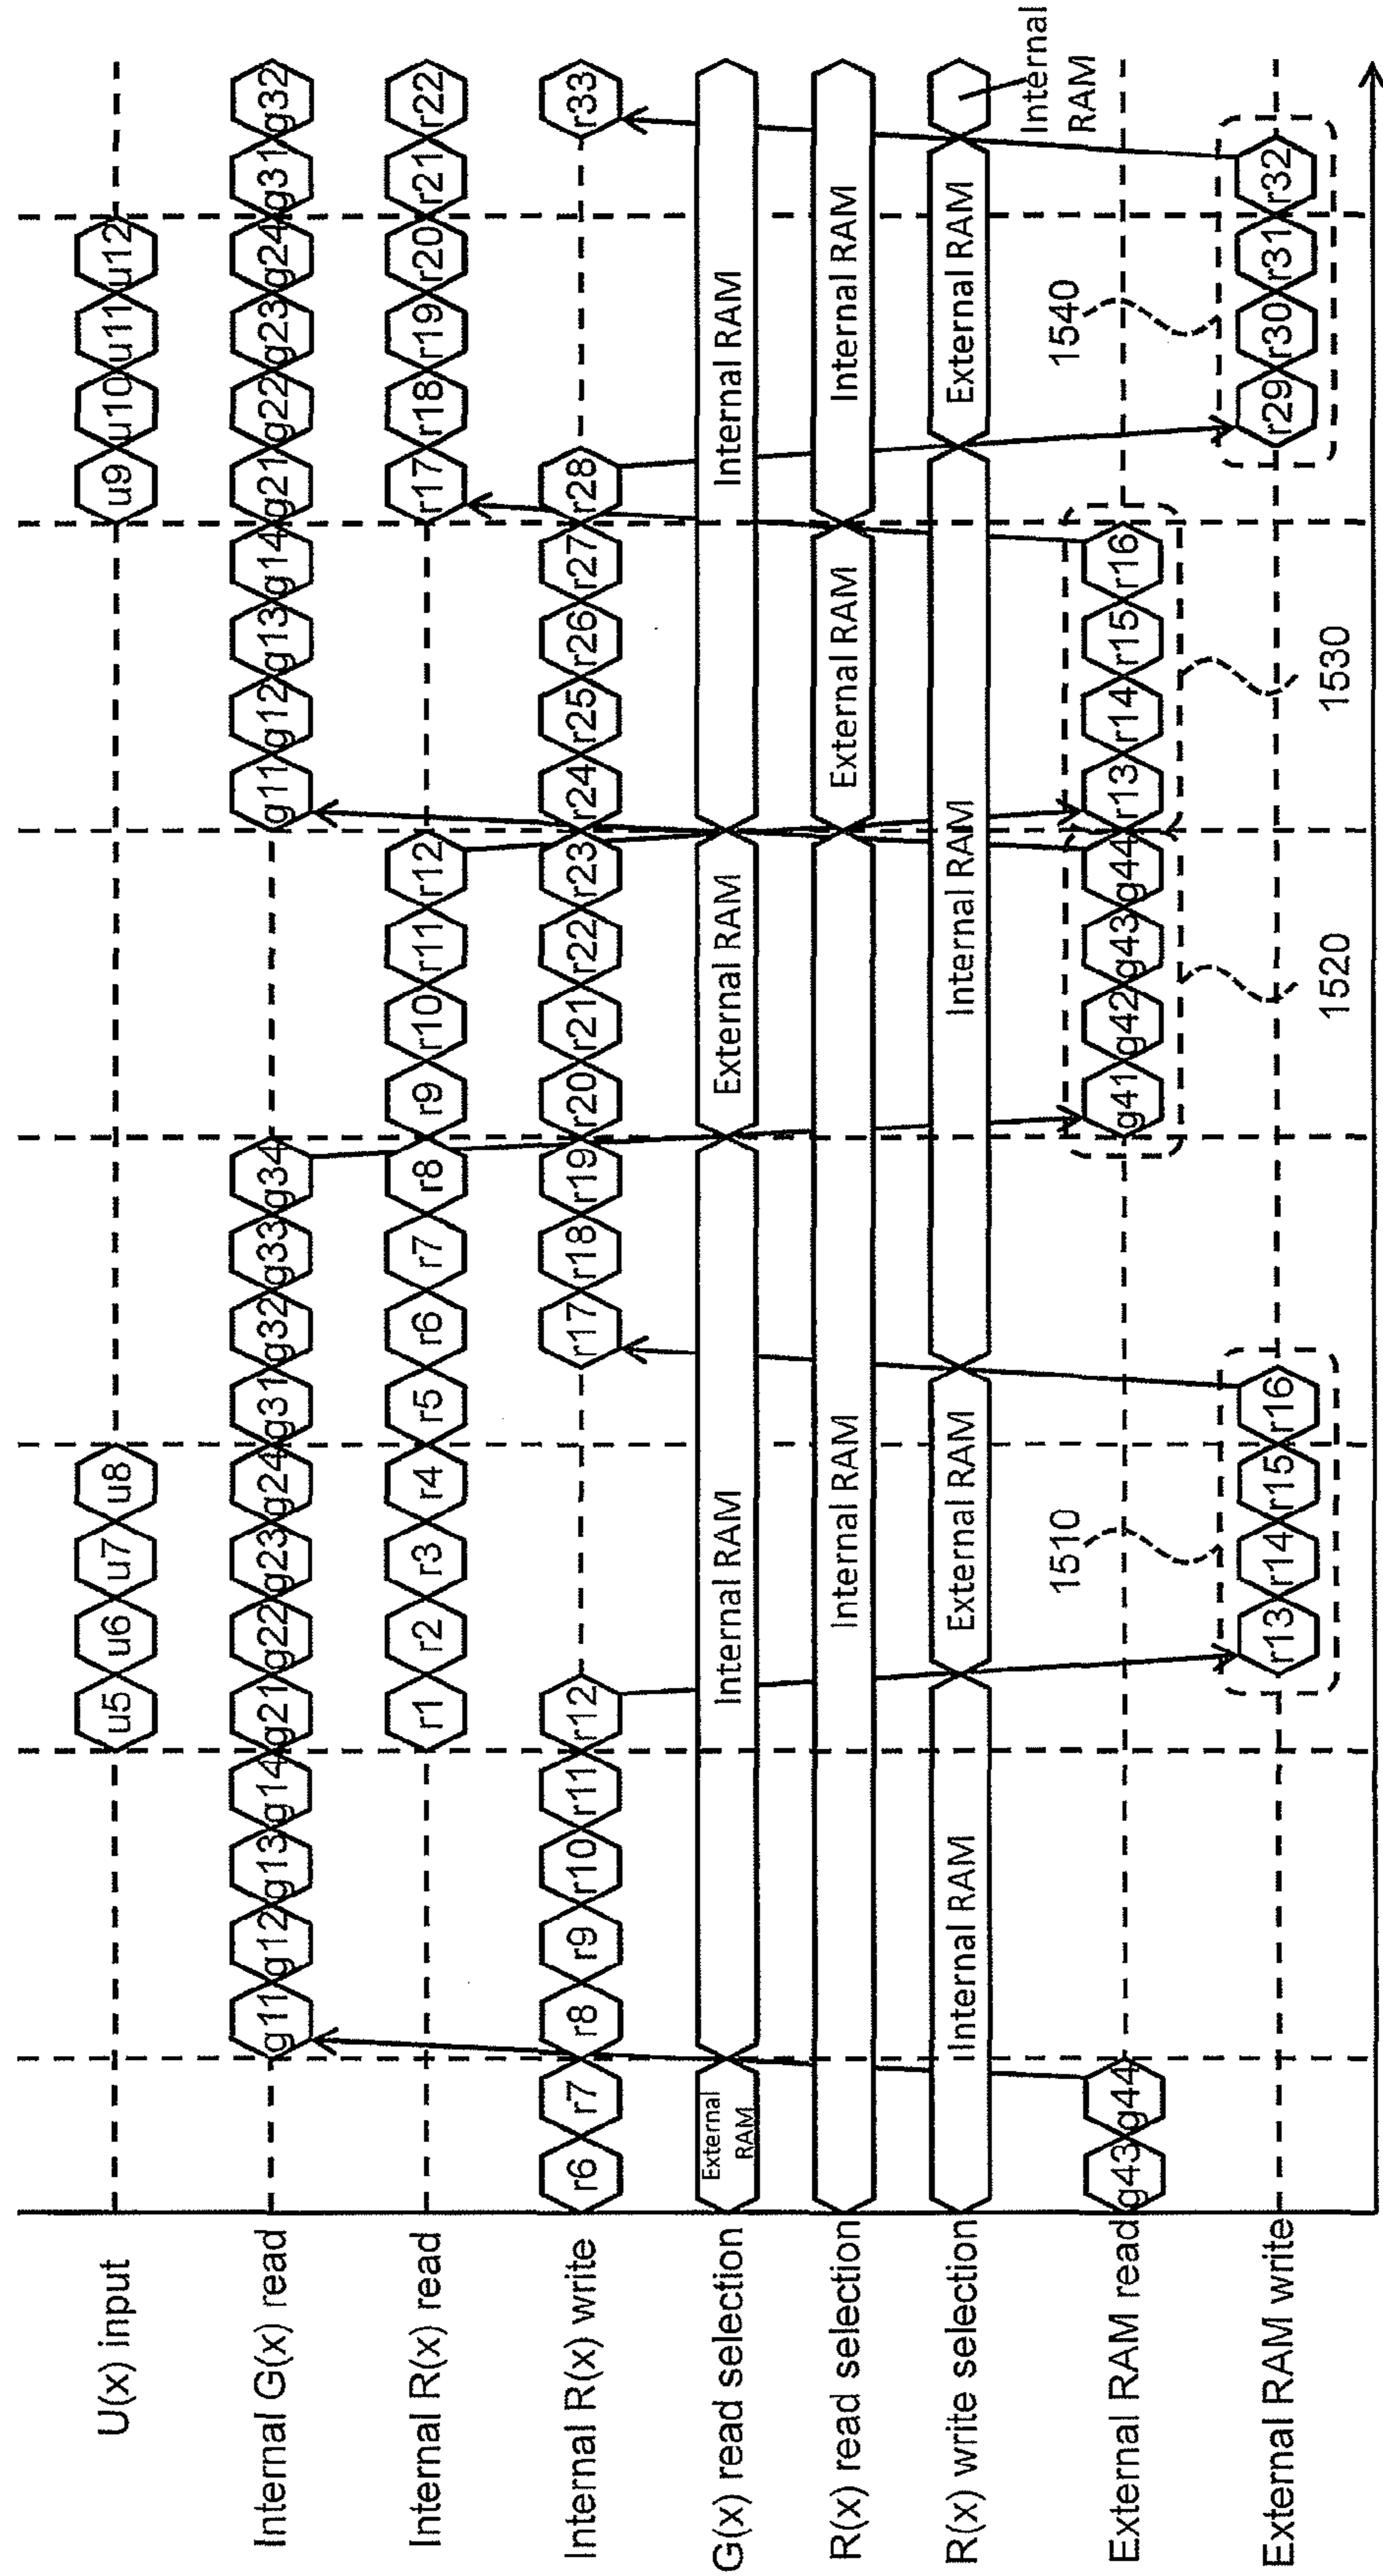 U(x) input
u5 u6 u7 u8 u9 u10 u11 u12
Internal G(x) read
g11 g12 g13 g14 g21 g22 g23 g24 g31 g32 g33 g34 g11 g12 g13 g14 g21 g22 g23 g24 g31 g32
Internal R(x) read
r1 r2 r3 r4 r5 r6 r7 r8 r9 r10 r11 r12 r17 r18 r19 r20 r21 r22
Internal R(x) write
r6 r7 r8 r9 r10 r11 r12 r17 r18 r19 r20 r21 r22 r23 r24 r25 r26 r27 r28 r33
G(x) read selection
External
RAM
Internal RAM
External RAM
Internal RAM
R(x) read selection
Internal RAM
External RAM
Internal RAM
R(x) write selection
Internal RAM
External RAM
Internal RAM
External RAM
Internal
RAM
1510
1540
External RAM read
g43 g44 g41 g42 g43 g44 r13 r14 r15 r16
External RAM write
r13 r14 r15 r16 r29 r30 r31 r32
1520
1530